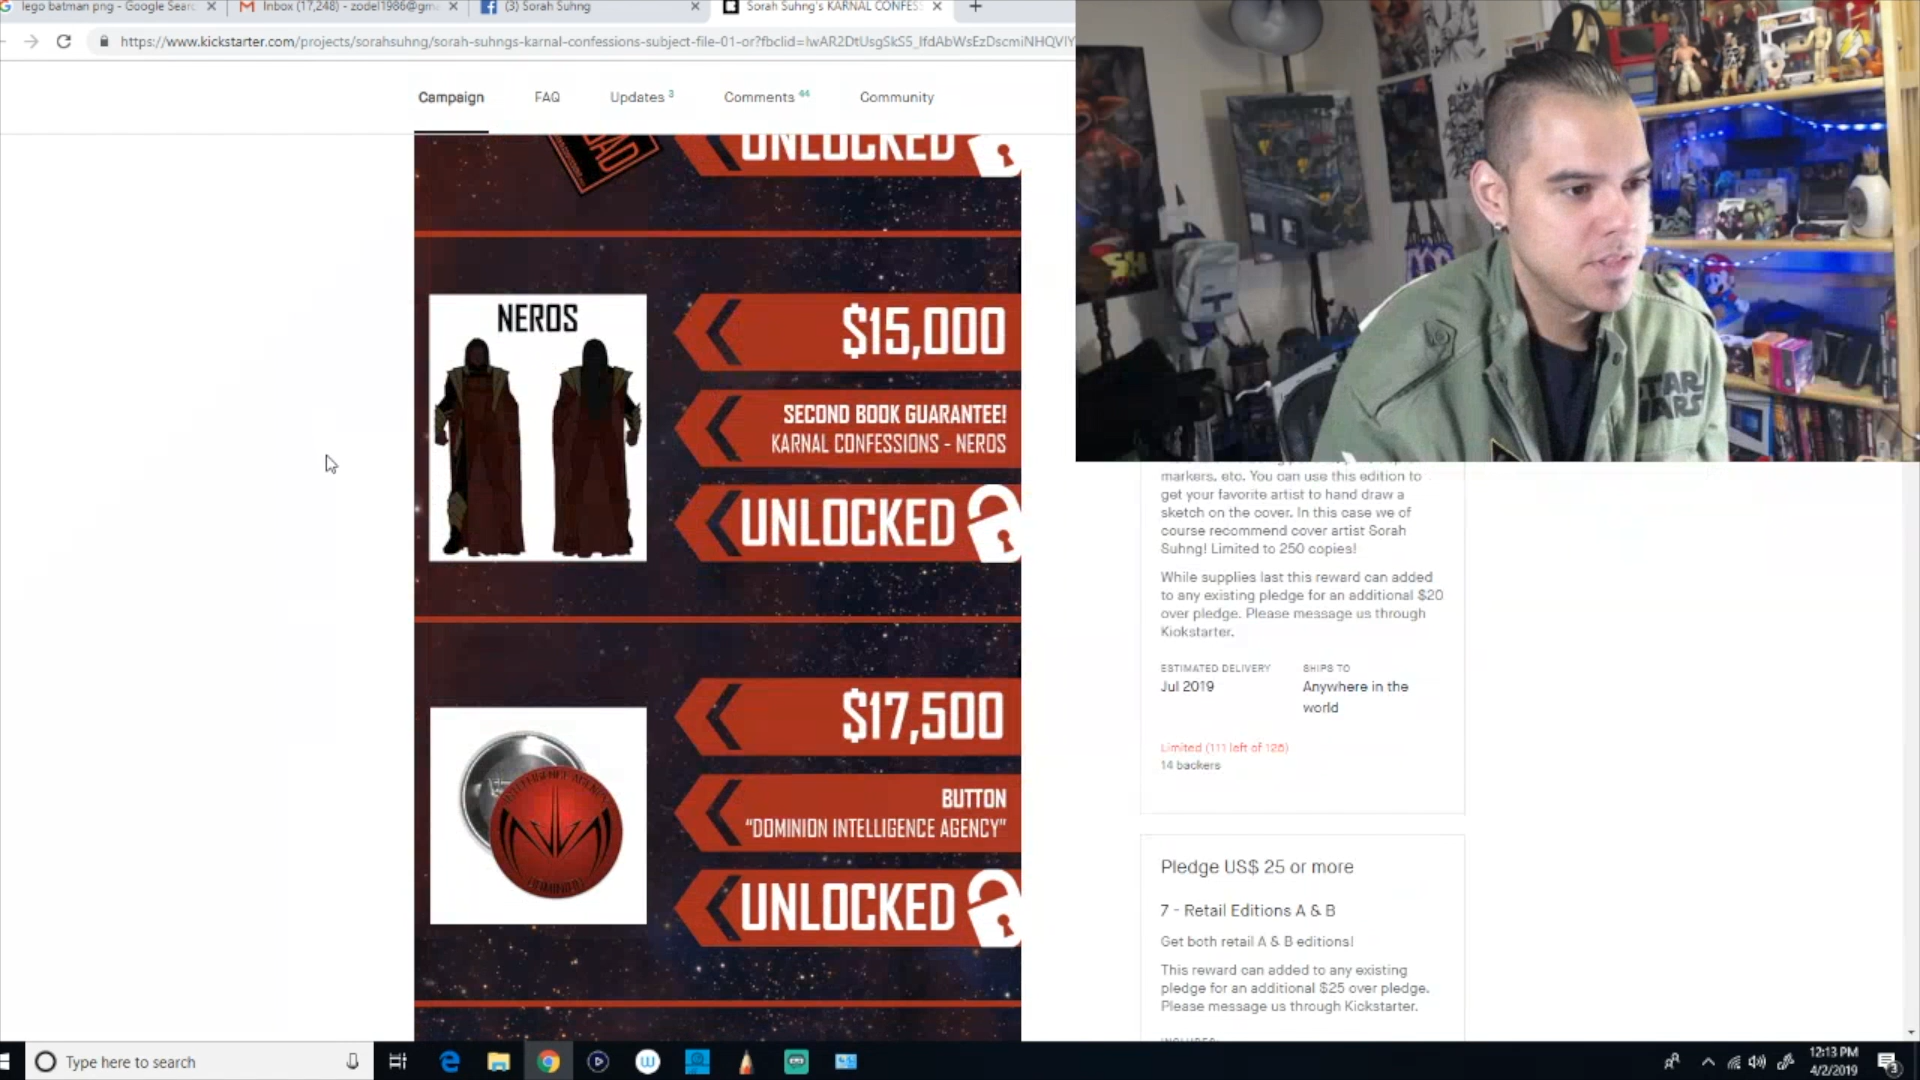 lego batman png - Google Searc
Inbox (17,248) - zodel1986@gm
(3) Sorah Suhng
Sorah Suhng's KARNAL CONFES
https://www.kickstarter.com/projects/sorahsuhng/sorah-suhngs-karnal-confessions-subject-file-01-or?fbclid=IwAR2DtUsgSkS5_IfdAbWsEzDscmiNHQVIY
Campaign
FAQ
Updates 3
Comments 44
Community
UNLOCKED
NEROS
$15,000
SECOND BOOK GUARANTEE!
KARNAL CONFESSIONS - NEROS
UNLOCKED
$17,500
BUTTON
"DOMINION INTELLIGENCE AGENCY"
UNLOCKED
INTELLIGENCE AGENCY
STAR
WARS
markers, etc. You can use this edition to
get your favorite artist to hand draw a
sketch on the cover. In this case we of
course recommend cover artist Sorah
Suhng! Limited to 250 copies!
While supplies last this reward can added
to any existing pledge for an additional $20
over pledge. Please message us through
Kickstarter.
ESTIMATED DELIVERY
Jul 2019
SHIPS TO
Anywhere in the
world
Limited (111 left of 125)
14 backers
Pledge US$ 25 or more
7 - Retail Editions A & B
Get both retail A & B editions!
This reward can added to any existing
pledge for an additional $25 over pledge.
Please message us through Kickstarter.
Type here to search
12:13 PM
4/2/2019
3